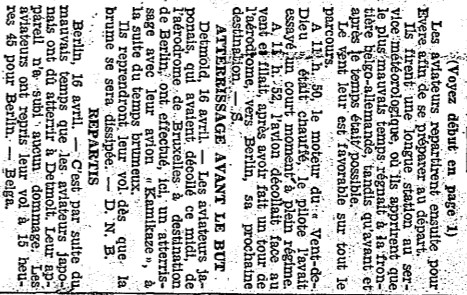 (Voyez début en page 1)
Les aviateurs repartirent ensuite pour
Evere afin de se préparer au départ.
Ils firent une longue station au ser-
vice météorologique où ils apprirent que
le plus mauvais temps régnait à la fron-
tière belgo-allemande, tandis qu'avant et
après le temps était possible.
Le vent leur est favorable sur tout le
parcours.
A 11 h. 50, le moteur du « Vent-de-
Dieu » était chauffé, le pilote l'avait
essayé un court moment à plein régime.
A 11 h. 52, l'avion décollait face au
vent et filait, après avoir fait un tour de
l'aérodrome, vers Berlin, sa prochaine
destination. — S.
ATTERRISSAGE AVANT LE BUT
Detmold, 16 avril. — Les aviateurs ja-
ponais, qui avaient décollé ce midi, de
l'aérodrome de Bruxelles à destination
de Berlin, ont effectué, ici, un atterris-
sage avec leur avion « Kamikaze », à
la suite du temps brumeux.
Ils reprendront leur vol dès que la
brume se sera dissipée. — D. N. B.
REPARTIS
Berlin, 16 avril. — C'est par suite du
mauvais temps que les aviateurs japo-
nais ont dû atterrir à Detmolt. Leur ap-
pareil n'a subi aucun dommage. Les
aviateurs ont repris leur vol à 15 heu-
res 45 pour Berlin. — Belga.